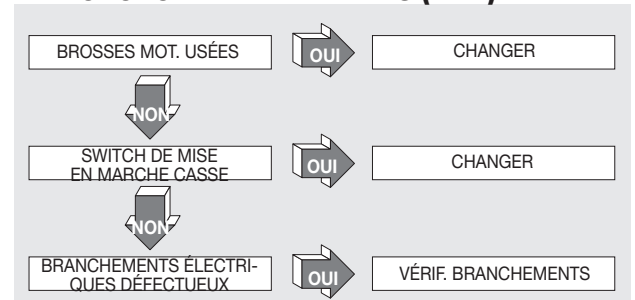 BROSSES MOT. USÉES
OUI
CHANGER
NON
SWITCH DE MISE
EN MARCHE CASSE
OUI
CHANGER
NON
BRANCHEMENTS ÉLECTRI-
QUES DÉFECTUEUX
OUI
VÉRIF. BRANCHEMENTS